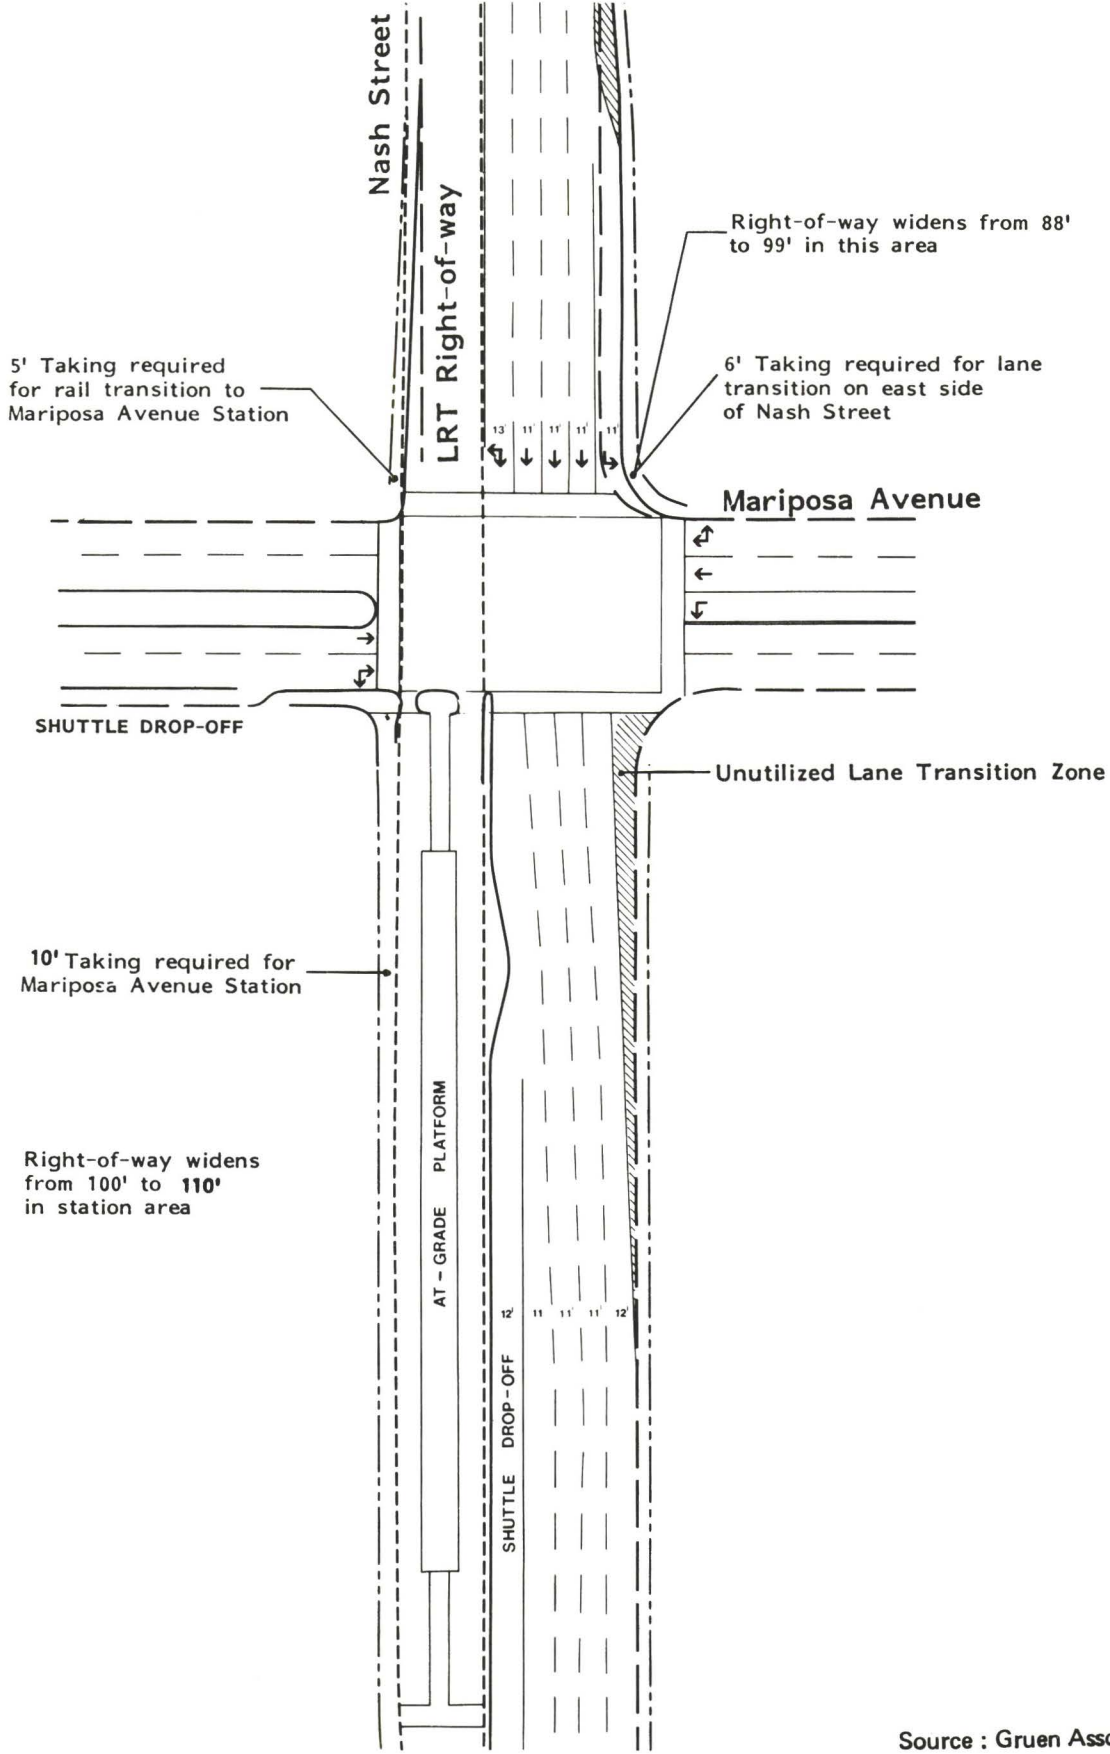 Nash Street
LRT Right-of-way
Right-of-way widens from 88'
to 99' in this area
5' Taking required
for rail transition to
Mariposa Avenue Station
6' Taking required for lane
transition on east side
of Nash Street
13' 11' 11' 11' 11'
Mariposa Avenue
SHUTTLE DROP-OFF
Unutilized Lane Transition Zone
10' Taking required for
Mariposa Avenue Station
AT-GRADE PLATFORM
Right-of-way widens
from 100' to 110'
in station area
12' 11 11' 11' 12'
SHUTTLE DROP-OFF
Source : Gruen Asso